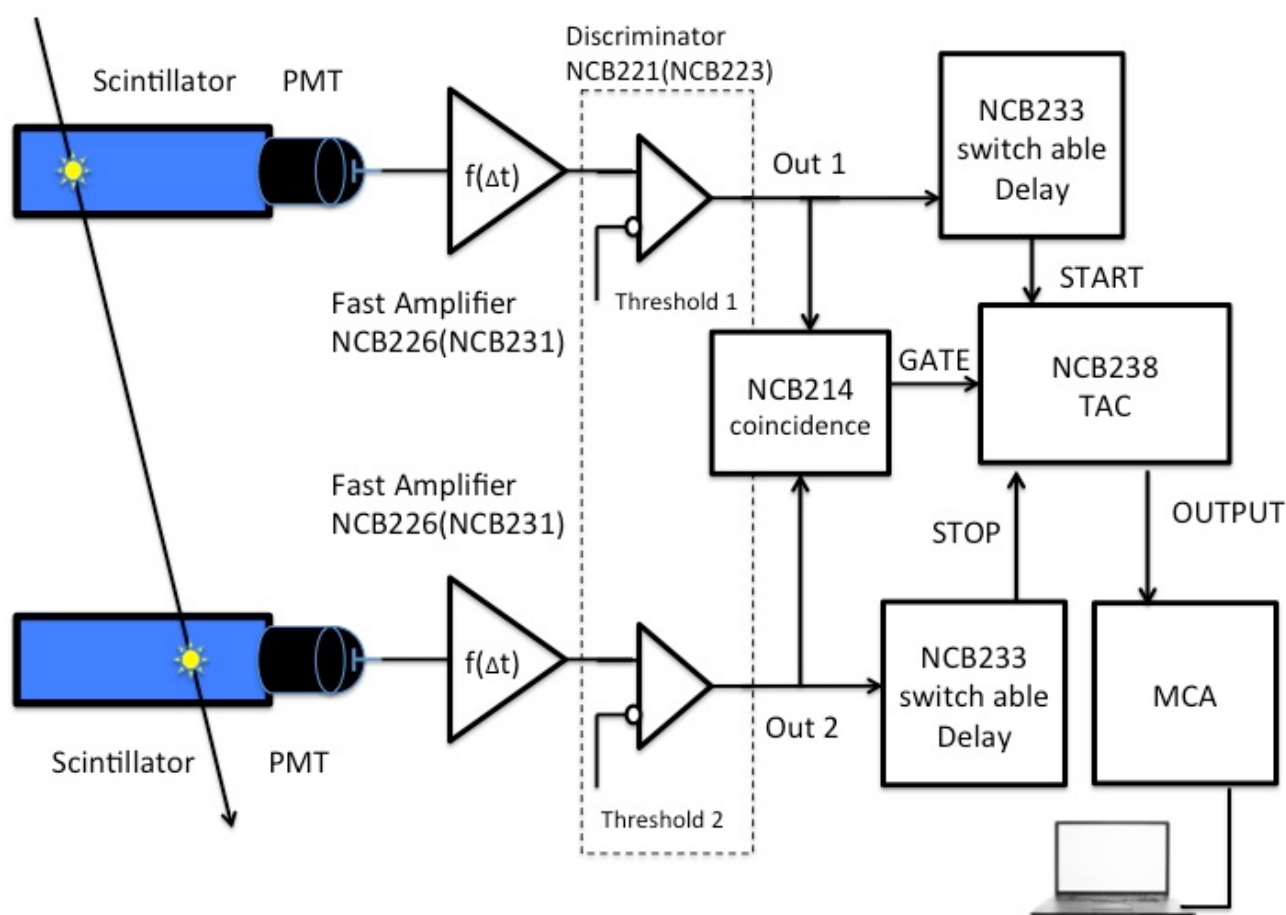 Discriminator
NCB221(NCB223)
Scintillator PMT
NCB233
switch able
Delay
f(Δt)
Out 1
START
Threshold 1
Fast Amplifier
NCB226(NCB231)
NCB214
coincidence
GATE
NCB238
TAC
Fast Amplifier
NCB226(NCB231)
STOP
OUTPUT
f(Δt)
NCB233
switch able
Delay
MCA
Out 2
Scintillator PMT
Threshold 2